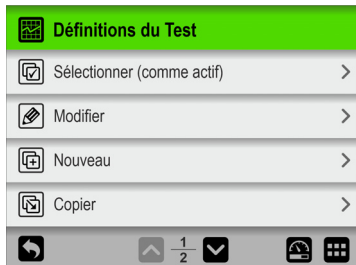 Définitions du Test
Sélectionner (comme actif)
Modifier
Nouveau
Copier
1
2